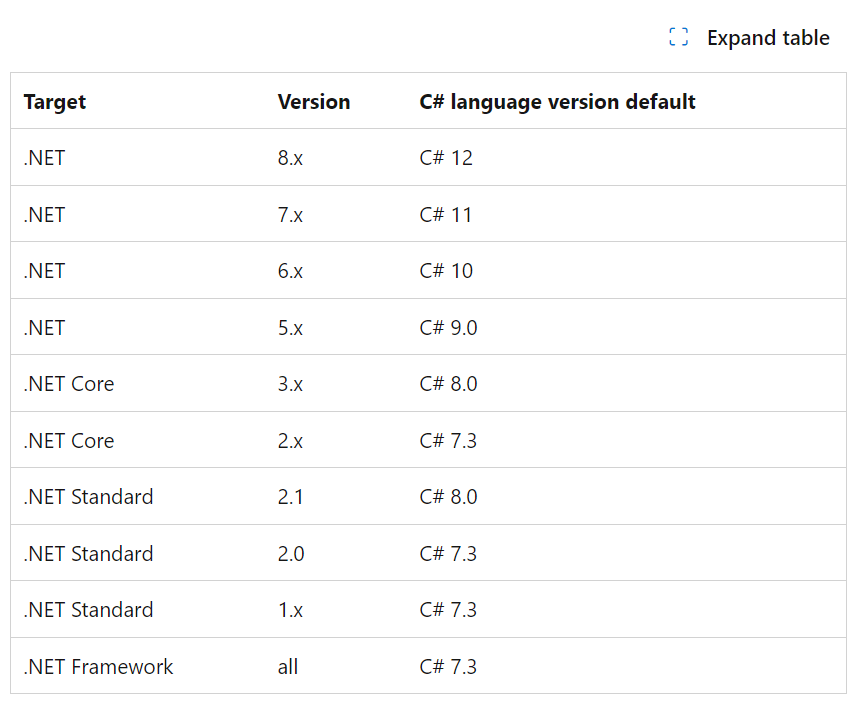 Expand table
Target Version C# language version default
.NET 8.x C# 12
.NET 7.x C# 11
.NET 6.x C# 10
.NET 5.x C# 9.0
.NET Core 3.x C# 8.0
.NET Core 2.x C# 7.3
.NET Standard 2.1 C# 8.0
.NET Standard 2.0 C# 7.3
.NET Standard 1.x C# 7.3
.NET Framework all C# 7.3